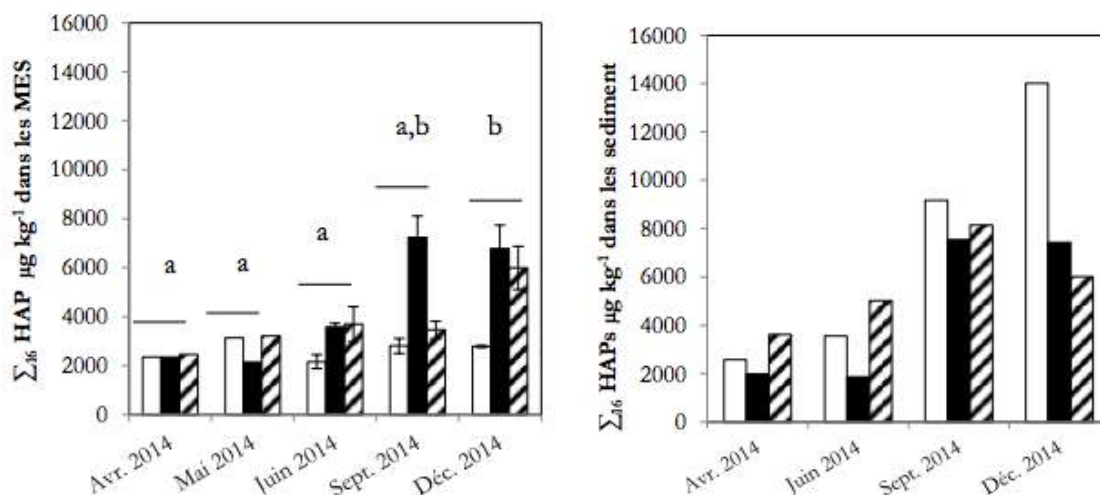 ∑16 HAP µg kg-1 dans les MES
16000
14000
12000
10000
8000
6000
4000
2000
0
a
a
a
a,b
b
Avr. 2014
Mai 2014
Juin 2014
Sept. 2014
Déc. 2014
∑16 HAPs µg kg-1 dans les sediment
16000
14000
12000
10000
8000
6000
4000
2000
0
Avr. 2014
Juin 2014
Sept. 2014
Déc. 2014